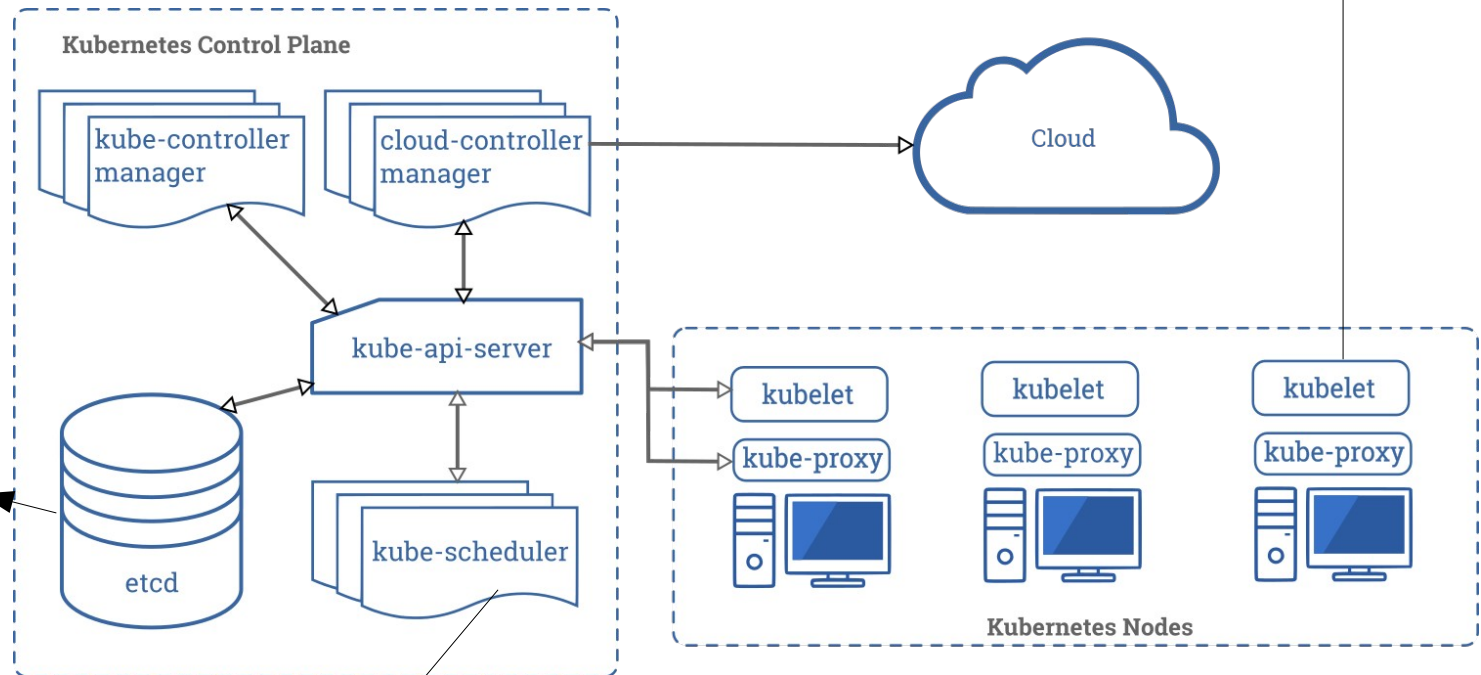 Kubernetes Control Plane
kube-controller
manager
cloud-controller
manager
Cloud
kube-api-server
etcd
kube-scheduler
kubelet
kubelet
kubelet
kube-proxy
kube-proxy
kube-proxy
Kubernetes Nodes